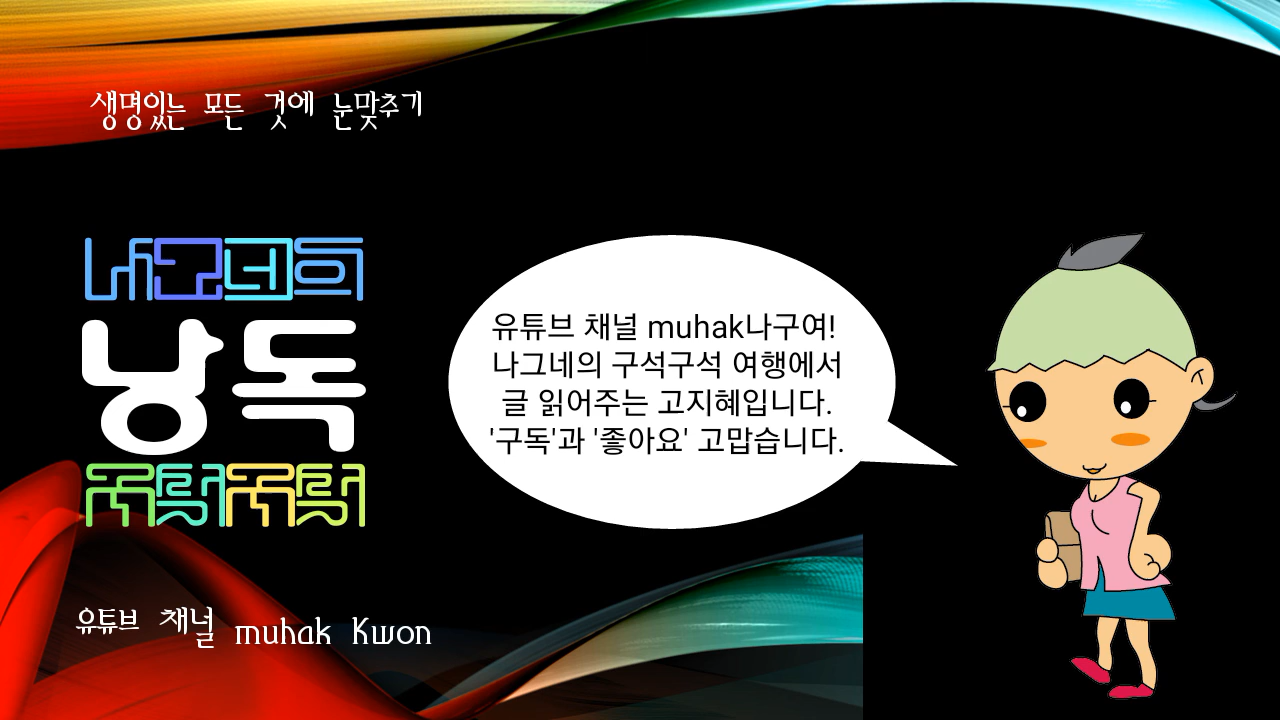 생명있는 모든 것에 눈맞추기
나그네의
낭독
구석구석
유튜브 채널 muhak나구여!
나그네의 구석구석 여행에서
글 읽어주는 고지혜입니다.
'구독'과 '좋아요' 고맙습니다.
유튜브 채널 muhak Kwon